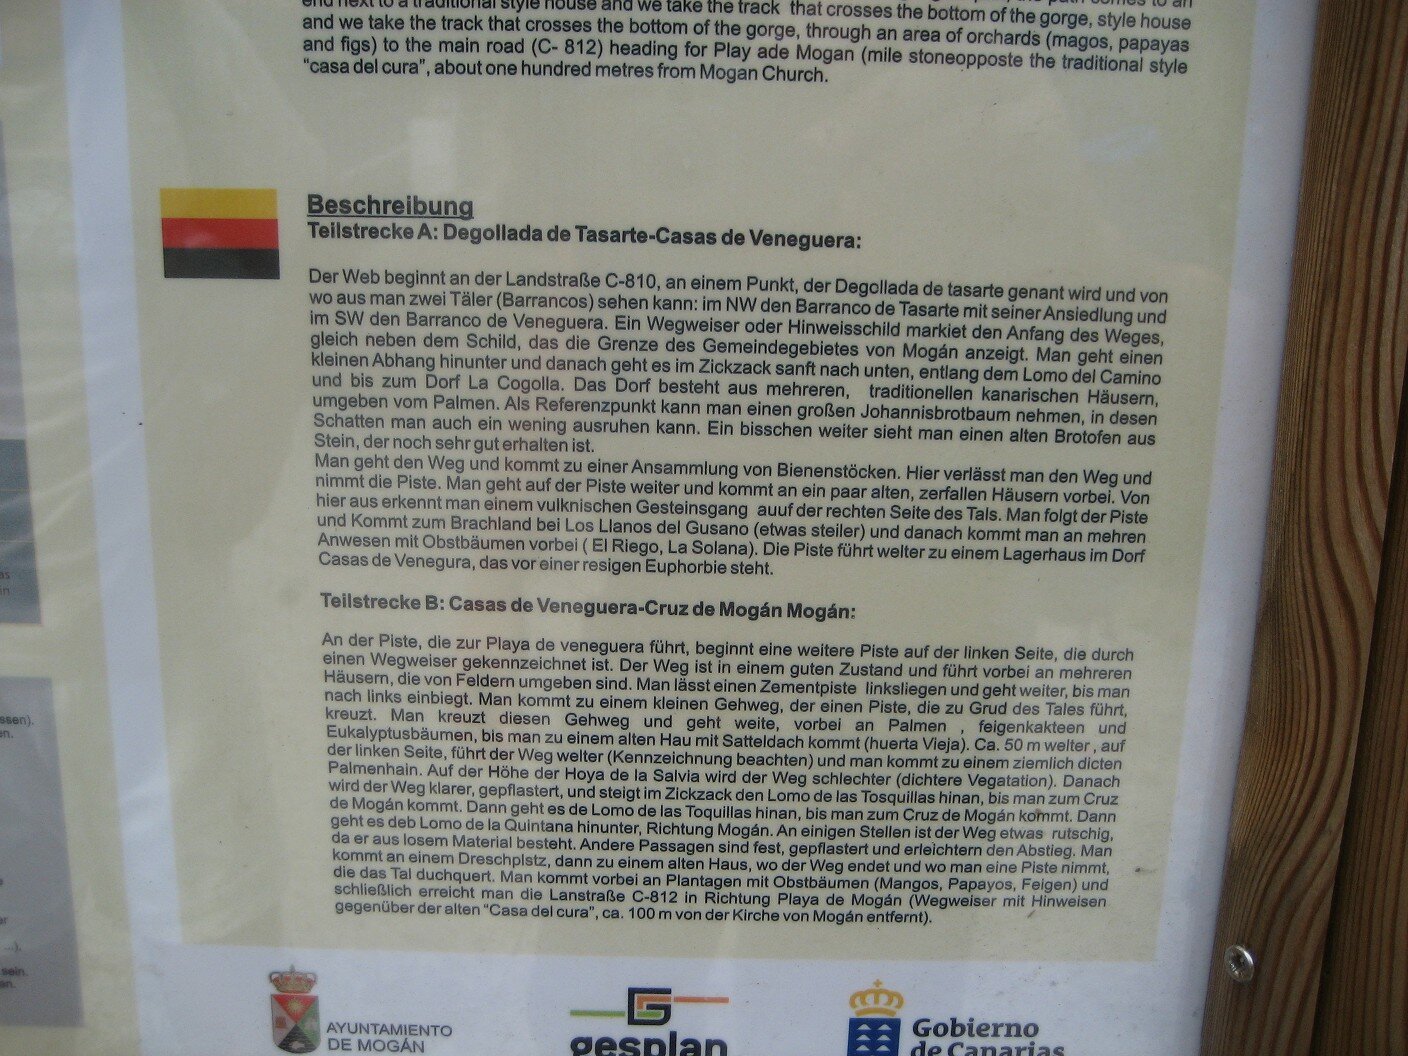 end next to a traditional style house and we take the track that crosses the bottom of the gorge, style house
and we take the track that crosses the bottom of the gorge, through an area of orchards (magos, papayas
and figs) to the main road (C- 812) heading for Play ade Mogan (mile stoneopposte the traditional style
“casa del cura”, about one hundred metres from Mogan Church.
Beschreibung
Teilstrecke A: Degollada de Tasarte-Casas de Veneguera:
Der Web beginnt an der Landstraße C-810, an einem Punkt, der Degcllada de tasarte genant wird und von
wo aus man zwei Täler (Barrancos) sehen kann: im NW den Barranco de Tasarte mit seiner Ansiedlung und
im SW den Barranco de Veneguera. Ein Wegweiser oder Hinweisschild markiet den Anfang des Weges,
gleich neben dem Schild, das die Grenze des Gemeindegebietes von Mogán anzeigt. Man geht einen
kleinen Abhang hinunter und danach geht es im Zickzack sanft nach unten, entlang dem Lomo del Camino
und bis zum Dorf La Cogolla. Das Dorf besteht aus mehreren, traditionellen kanarischen Häusern,
umgeben vom Palmen. Als Referenzpunkt kann man einen großen Johannisbrotbaum nehmen, in desen
Schatten man auch ein wening ausruhen kann. Ein bisschen weiter sieht man einen alten Brotofen aus
Stein, der noch sehr gut erhalten ist.
Man geht den Weg und kommt zu einer Ansammlung von Bienenstöcken. Hier verlässt man den Weg und
nimmt die Piste. Man geht auf der Piste weiter und kommt an ein paar alten, zerfallen Häusern vorbei. Von
hier aus erkennt man einem vulknischen Gesteinsgang auuf der rechten Seite des Tals. Man folgt der Piste
und Kommt zum Brachland bei Los Llanos del Gusano (etwas steiler) und danach kommt man an mehren
Anwesen mit Obstbäumen vorbei ( El Riego, La Solana). Die Piste führt welter zu einem Lagerhaus im Dorf
Casas de Venegura, das vor einer resigen Euphorbie steht.
Teilstrecke B: Casas de Veneguera-Cruz de Mogán Mogán:
An der Piste, die zur Playa de veneguera führt, beginnt eine weitere Piste auf der linken Seite, die durch
einen Wegweiser gekennzeichnet ist. Der Weg ist in einem guten Zustand und führt vorbei an mehreren
Häusern, die von Feldern umgeben sind. Man lässt einen Zementpiste linksliegen und geht weiter, bis man
nach links einbiegt. Man kommt zu einem kleinen Gehweg, der einen Piste, die zu Grud des Tales führt,
kreuzt. Man kreuzt diesen Gehweg und geht weite, vorbei an Palmen , feigenkakteen und
Eukalyptusbäumen, bis man zu einem alten Hau mit Satteldach kommt (huerta Vieja). Ca. 50 m welter , auf
der linken Seite, führt der Weg welter (Kennzeichnung beachten) und man kommt zu einem ziemlich dicten
Palmenhain. Auf der Höhe der Hoya de la Salvia wird der Weg schlechter (dichtere Vegatation). Danach
wird der Weg klarer, gepflastert, und steigt im Zickzack den Lomo de las Tosquillas hinan, bis man zum Cruz
de Mogán kommt. Dann geht es de Lomo de las Toquillas hinan, bis man zum Cruz de Mogán kommt. Dann
geht es deb Lomo de la Quintana hinunter, Richtung Mogán. An einigen Stellen ist der Weg etwas rutschig,
da er aus losem Material besteht. Andere Passagen sind fest, gepflastert und erleichtern den Abstieg. Man
kommt an einem Dreschplstz, dann zu einem alten Haus, wo der Weg endet und wo man eine Piste nimmt,
die das Tal duchquert. Man kommt vorbei an Plantagen mit Obstbäumen (Mangos, Papayos, Feigen) und
schließlich erreicht man die Lanstraße C-812 in Richtung Playa de Mogán (Wegweiser mit Hinweisen
gegenüber der alten “Casa del cura”, ca. 100 m von der Kirche von Mogán entfernt).
AYUNTAMIENTO
DE MOGÁN
gesplan
Gobierno
de Canarias